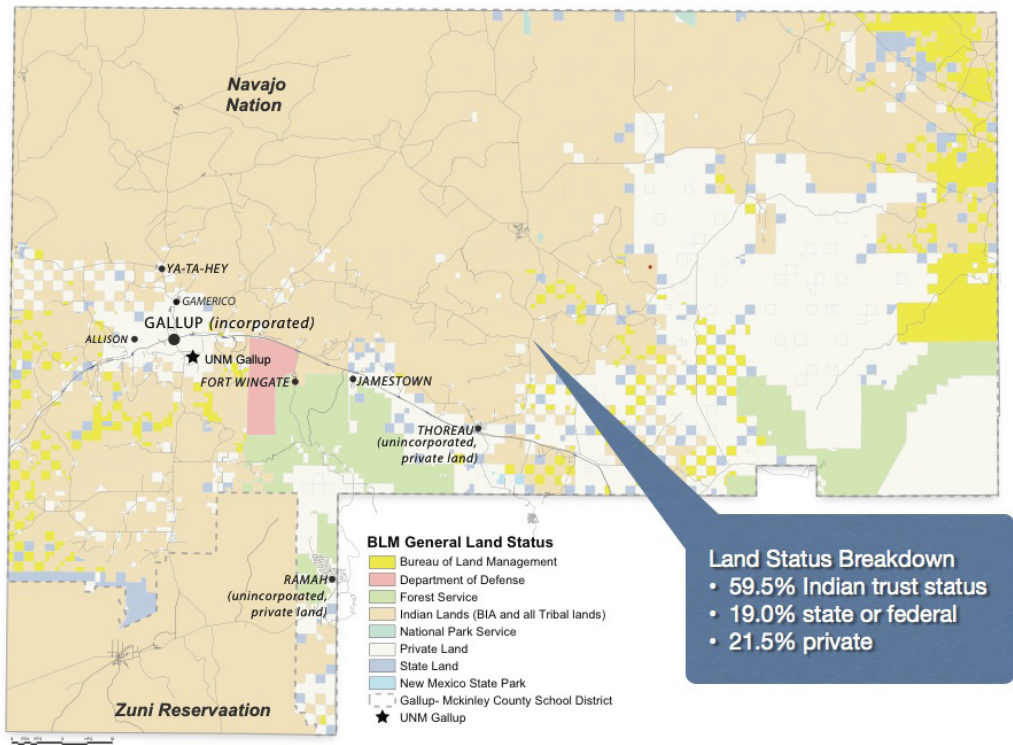 Navajo
Nation
YA-TA-HEY
GAMERICO
GALLUP (incorporated)
ALLISON
UNM Gallup
FORT WINGATE
JAMESTOWN
THOREAU
(unincorporated,
private land)
RAMAH
(unincorporated,
private land)
Zuni Reservaation
BLM General Land Status
Bureau of Land Management
Department of Defense
Forest Service
Indian Lands (BIA and all Tribal lands)
National Park Service
Private Land
State Land
New Mexico State Park
Gallup- Mckinley County School District
UNM Gallup
Land Status Breakdown
• 59.5% Indian trust status
• 19.0% state or federal
• 21.5% private